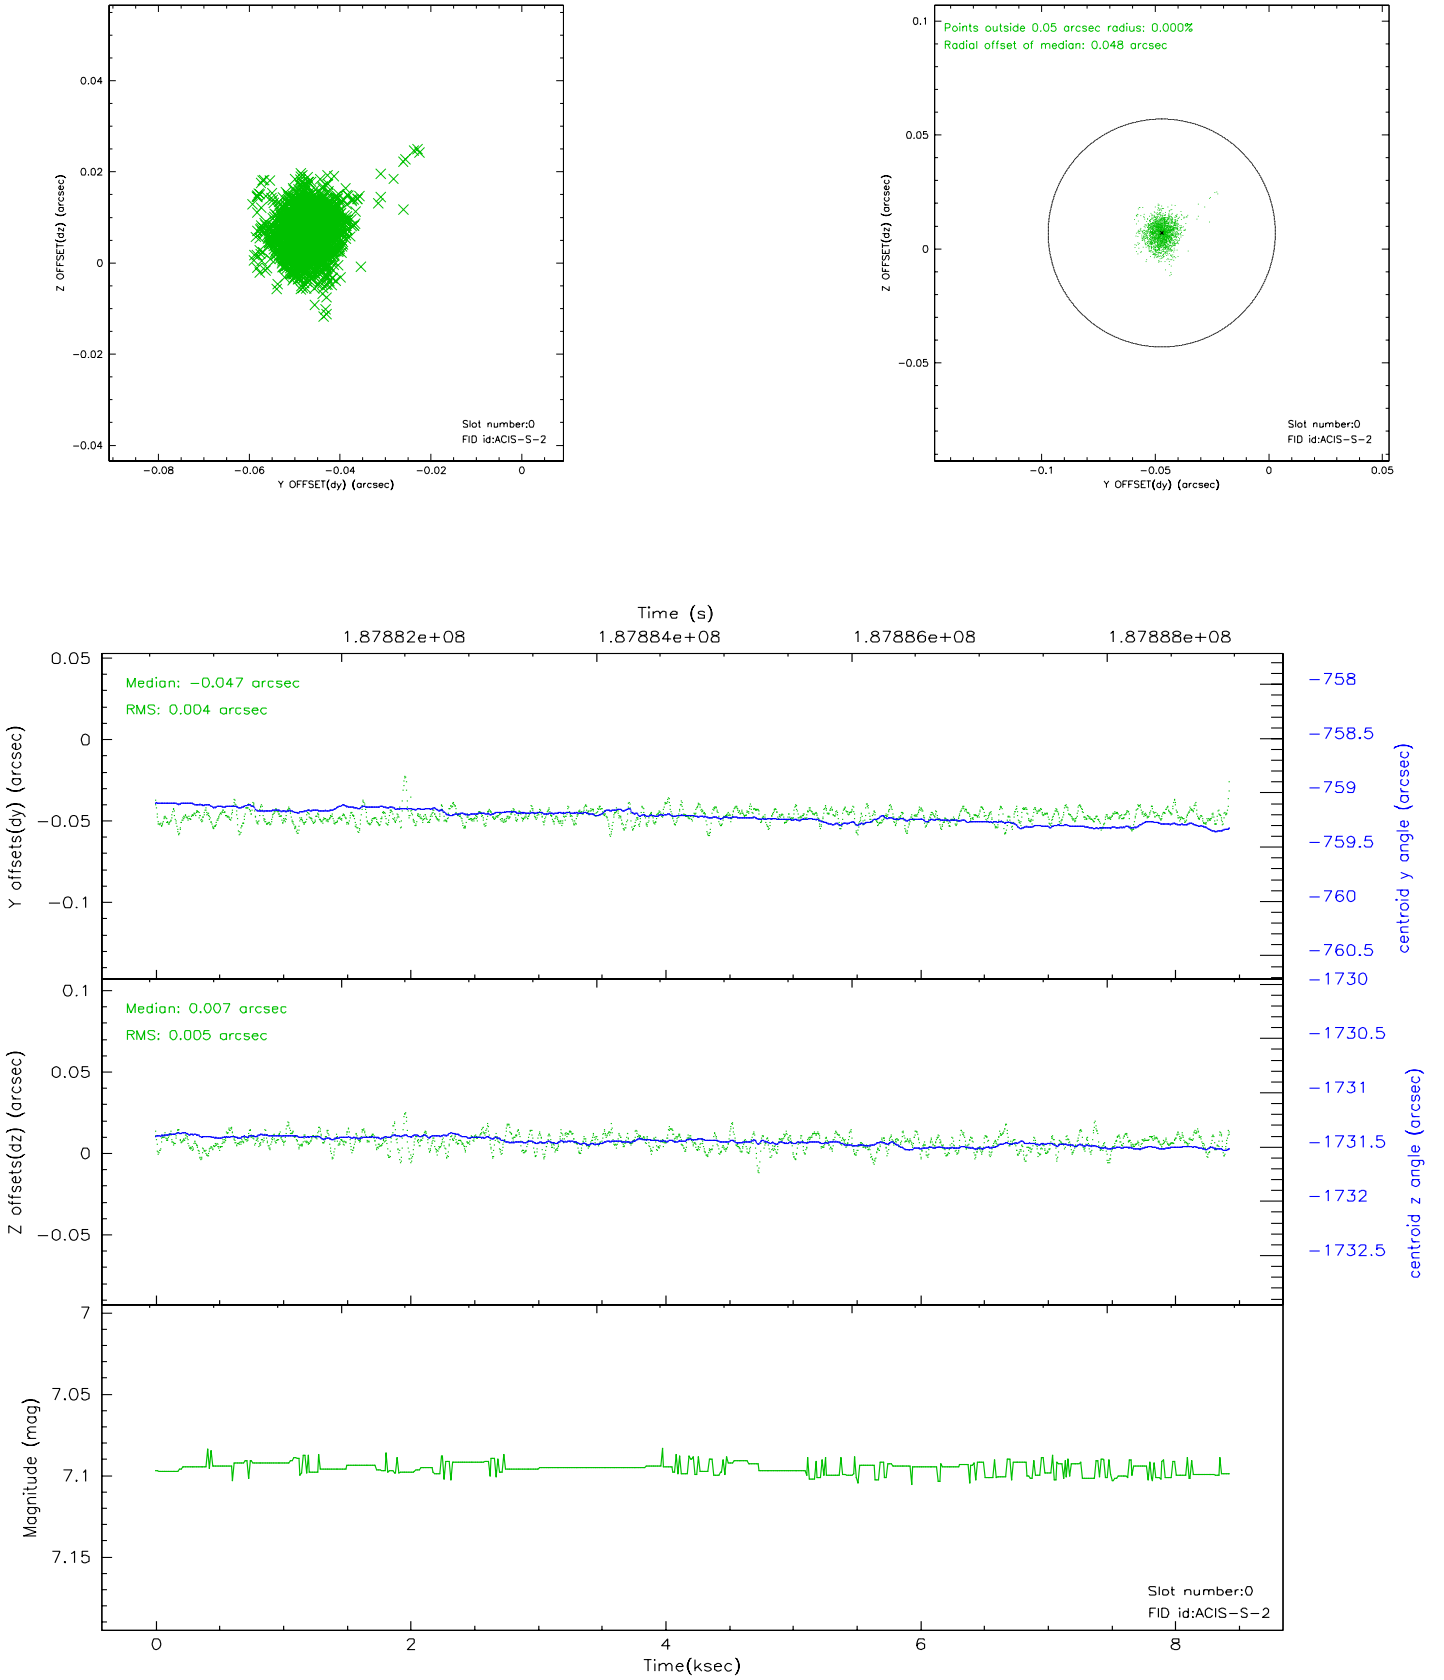 0.04
0.02
0
−0.02
−0.04
Z OFFSET(dz) (arcsec)
Slot number:0
FID id:ACIS−S−2
−0.08
−0.06
−0.04
−0.02
0
Y OFFSET(dy) (arcsec)
Points outside 0.05 arcsec radius: 0.000%
Radial offset of median: 0.048 arcsec
0.1
0.05
0
−0.05
Z OFFSET(dz) (arcsec)
Slot number:0
FID id:ACIS−S−2
−0.1
−0.05
0
0.05
Y OFFSET(dy) (arcsec)
Time (s)
1.87882e+08
1.87884e+08
1.87886e+08
1.87888e+08
0.05
0
−0.05
−0.1
Y offsets(dy) (arcsec)
Median: −0.047 arcsec
RMS: 0.004 arcsec
−758
−758.5
−759
−759.5
−760
−760.5
centroid y angle (arcsec)
0.1
0.05
0
−0.05
Z offsets(dz) (arcsec)
Median: 0.007 arcsec
RMS: 0.005 arcsec
−1730
−1730.5
−1731
−1731.5
−1732
−1732.5
centroid z angle (arcsec)
7
7.05
7.1
7.15
Magnitude (mag)
Slot number:0
FID id:ACIS−S−2
0
2
4
6
8
Time(ksec)